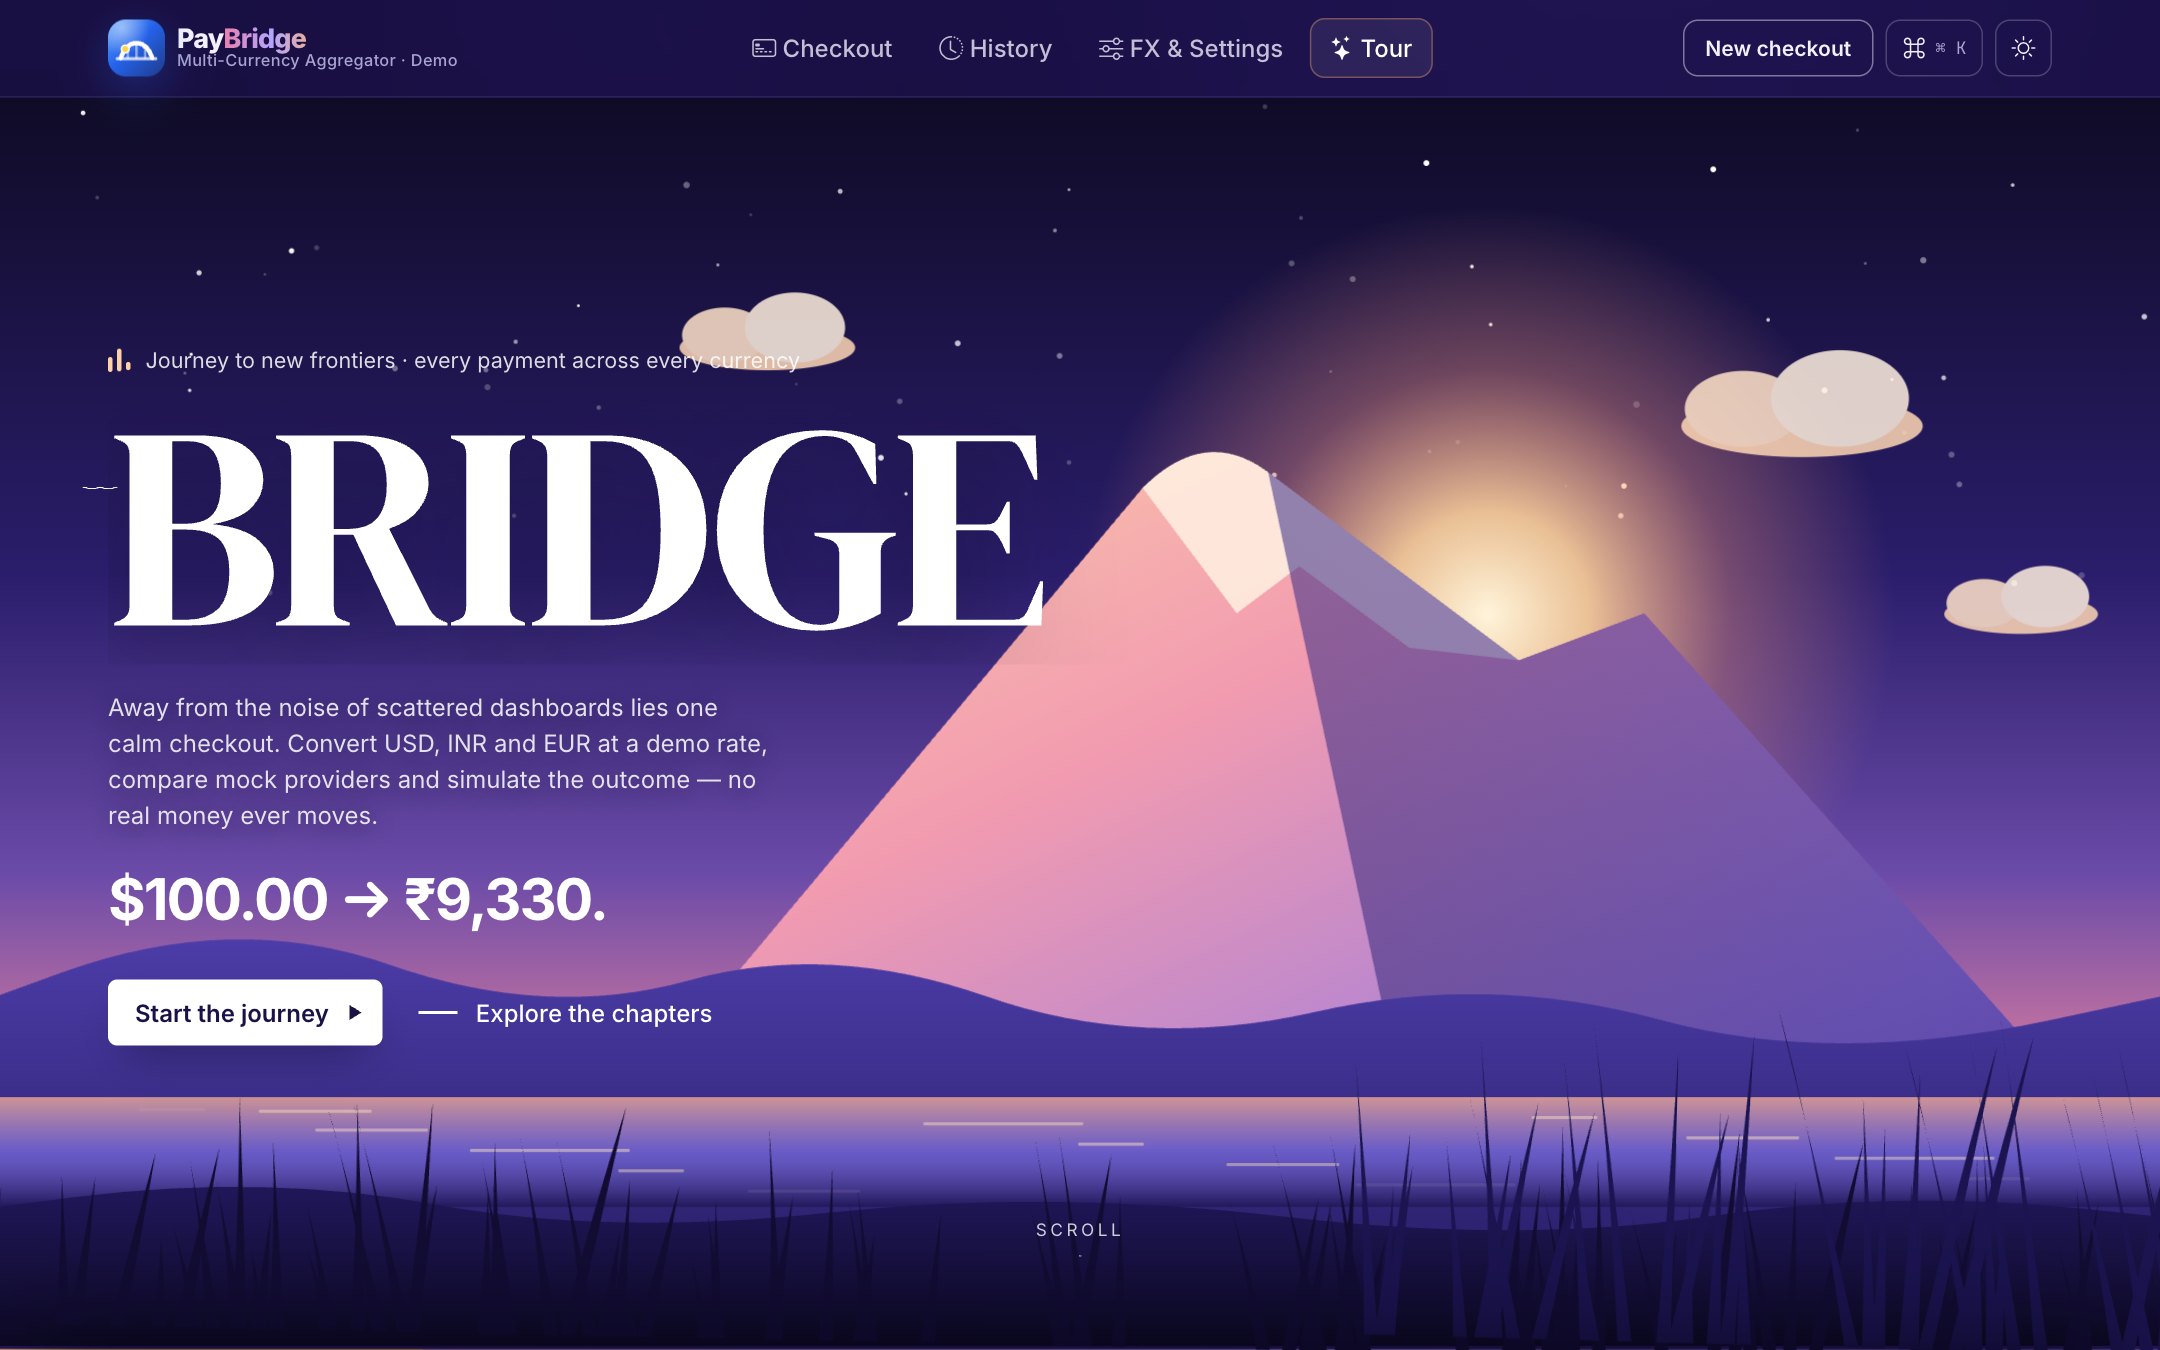 PayBridge
Multi-Currency Aggregator · Demo
Checkout
History
FX & Settings
Tour
New checkout
⌘ K
Journey to new frontiers · every payment across every currency
BRIDGE
Away from the noise of scattered dashboards lies one
calm checkout. Convert USD, INR and EUR at a demo rate,
compare mock providers and simulate the outcome — no
real money ever moves.
$100.00 → ₹9,330.
Start the journey
Explore the chapters
SCROLL